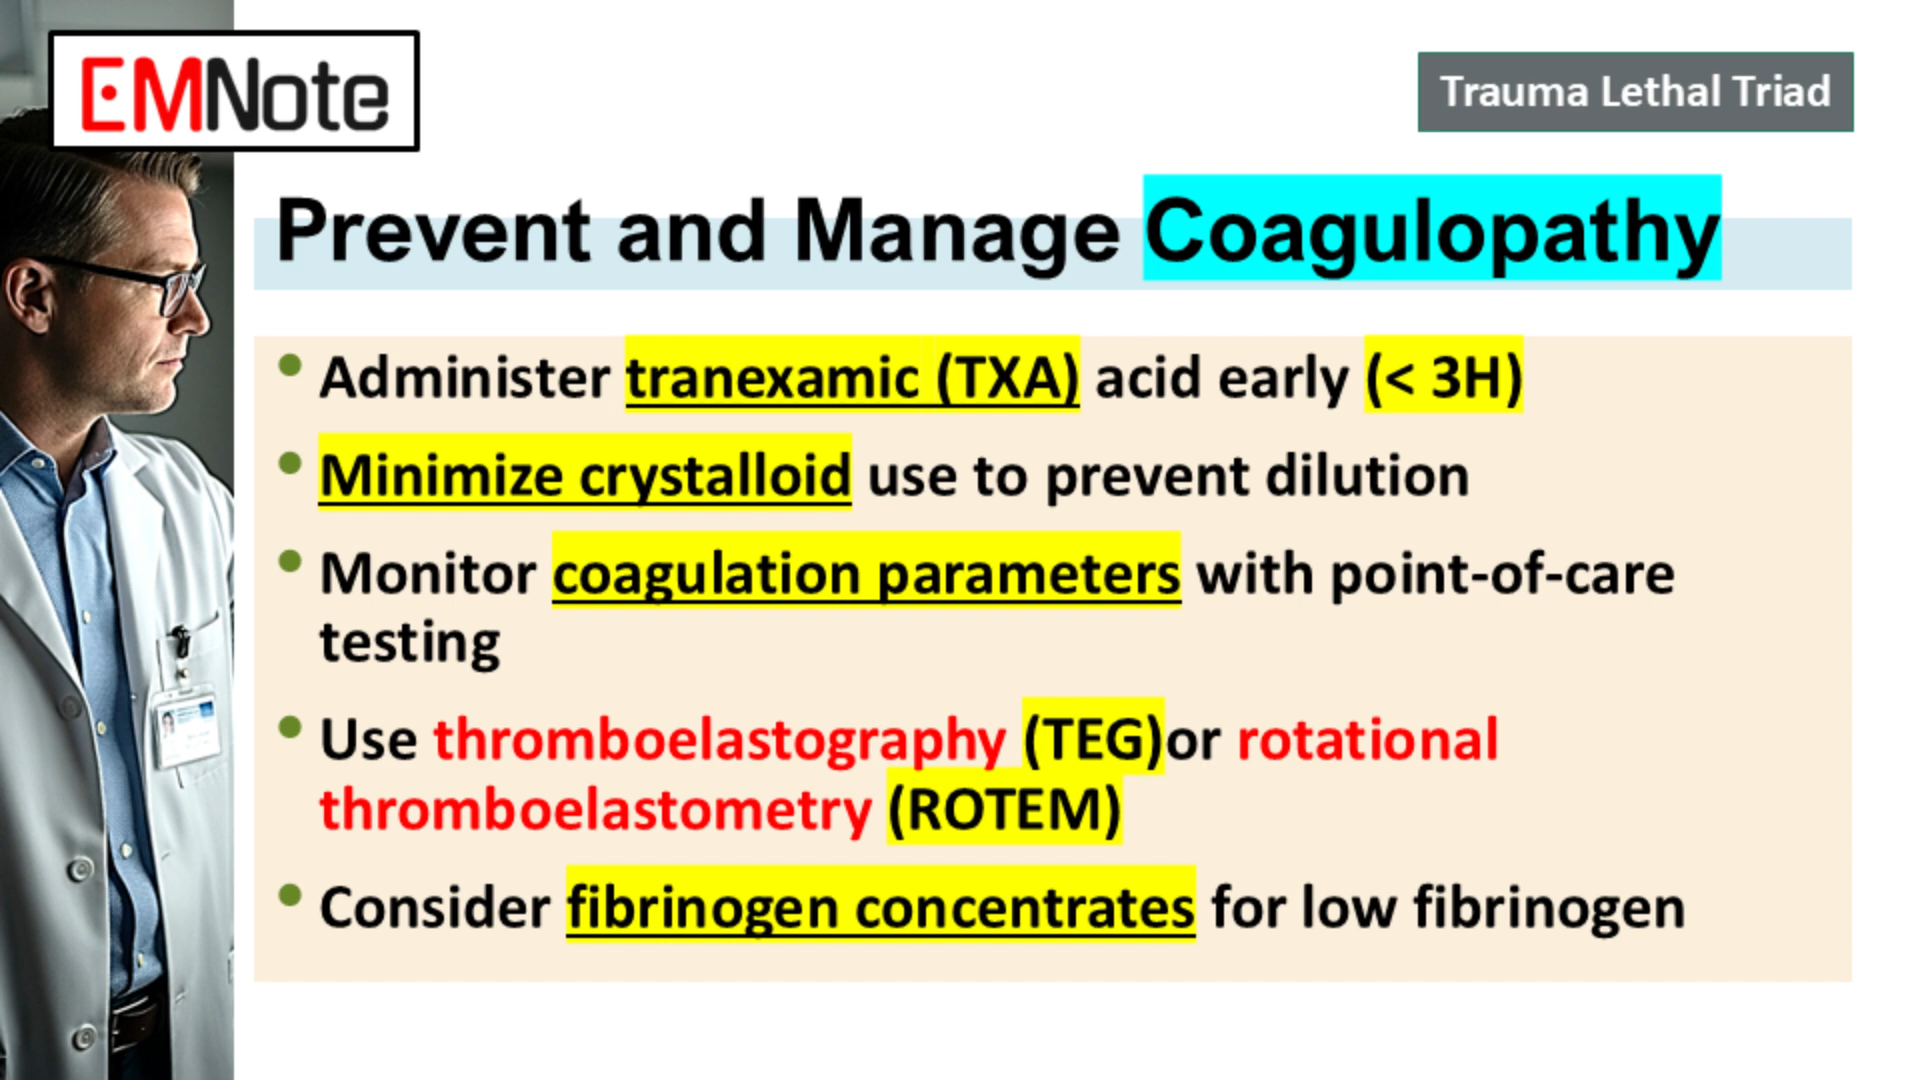 EMNote
Trauma Lethal Triad
Prevent and Manage Coagulopathy
• Administer tranexamic (TXA) acid early (< 3H)
• Minimize crystalloid use to prevent dilution
• Monitor coagulation parameters with point-of-care
testing
• Use thromboelastography (TEG)or rotational
thromboelastometry (ROTEM)
• Consider fibrinogen concentrates for low fibrinogen